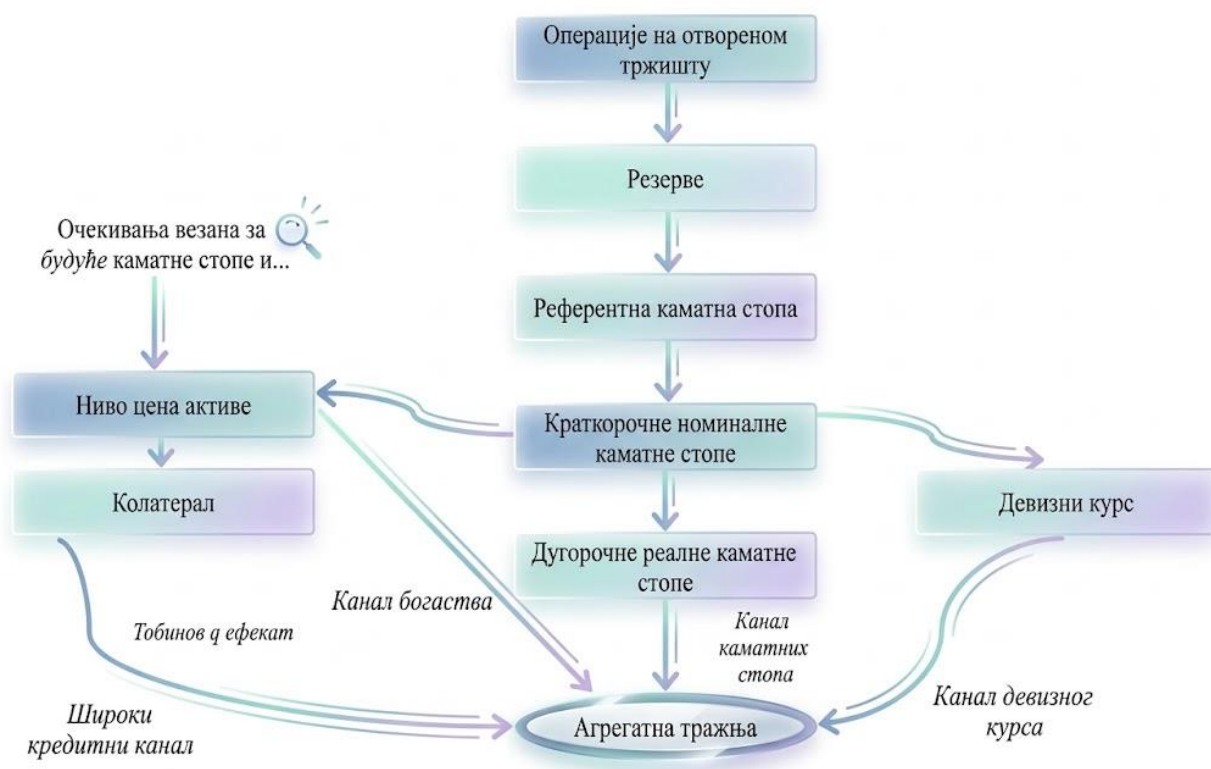 Операције на отвореном
тржишту
Резерве
Очекивања везана за
будуће каматне стопе и...
Референтна каматна стопа
Ниво цена активе
Краткорочне номиналне
каматне стопе
Колатерал
Девизни курс
Дугорочне реалне каматне
стопе
Канал богаства
Тобинов q ефекат
Канал
каматних
стопа
Широки
кредитни канал
Агрегатна тражња
Канал девизног
курса